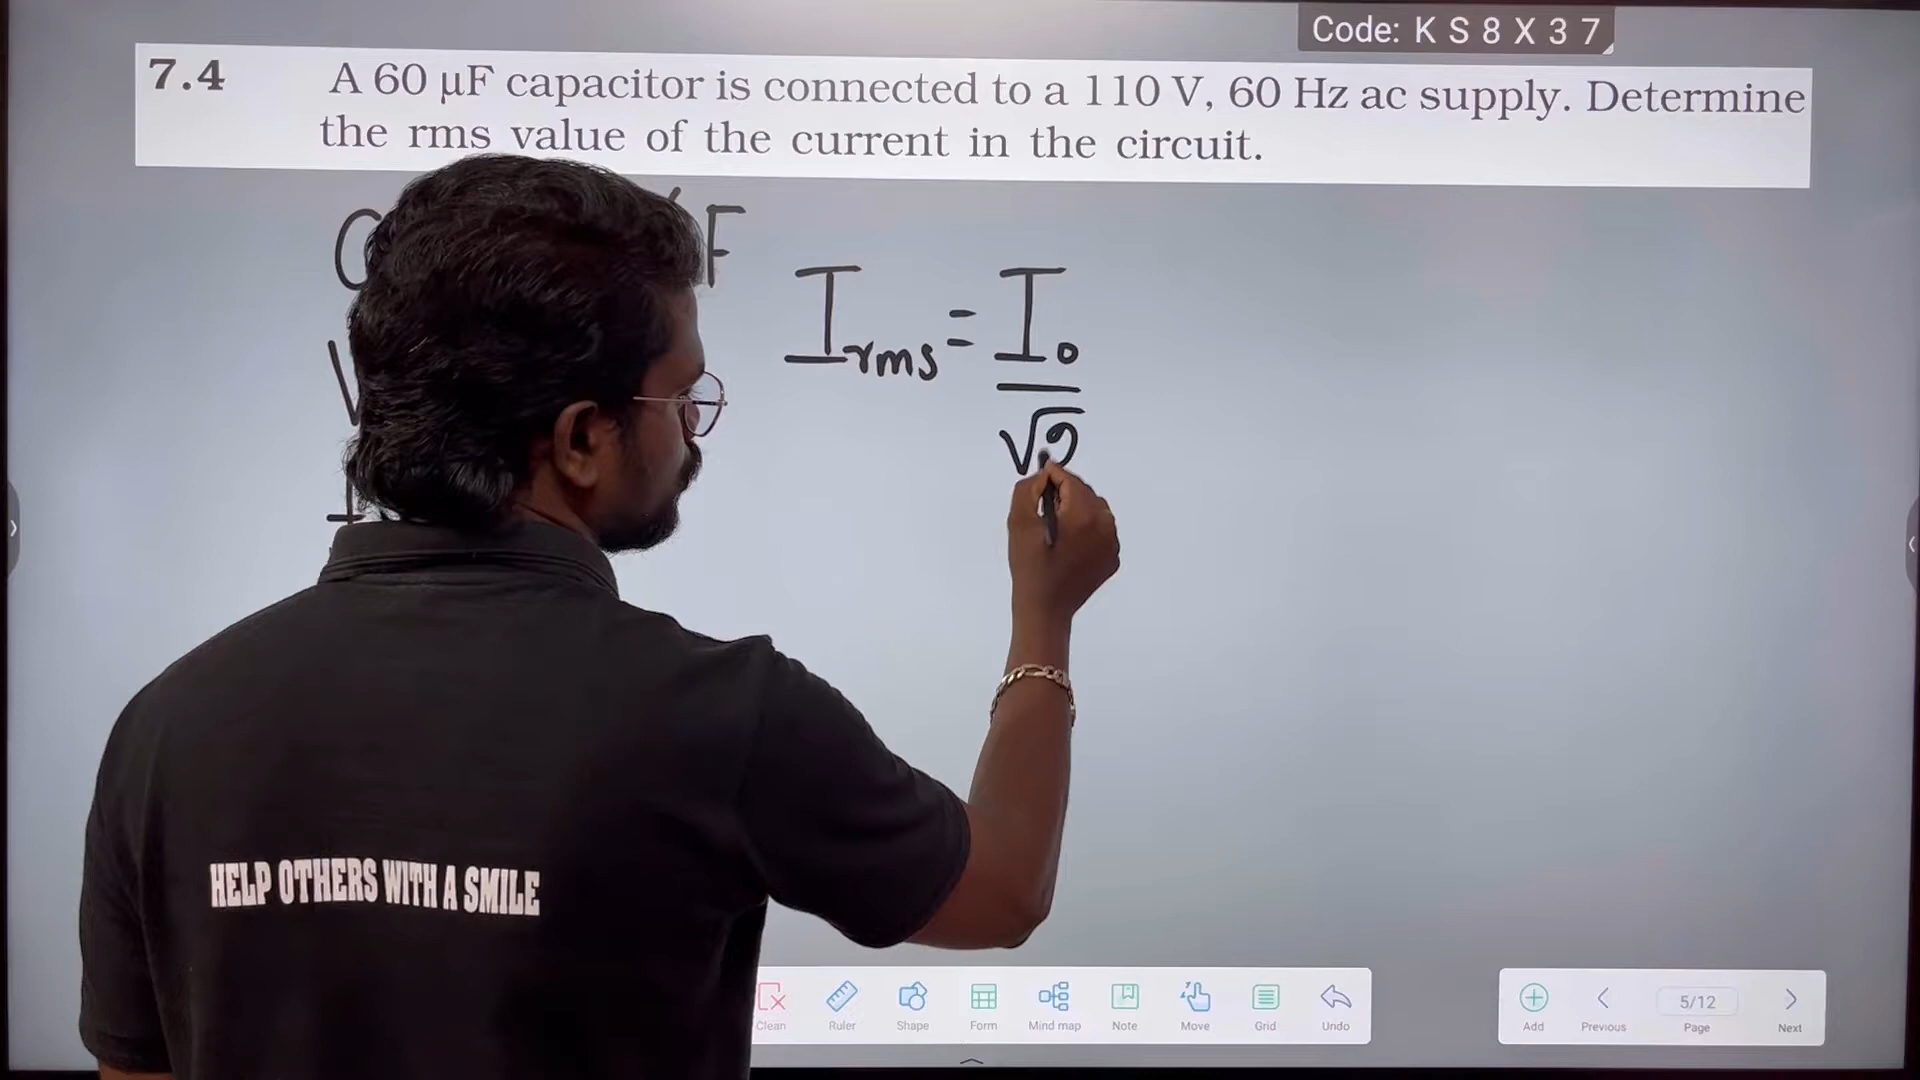 Code: K S 8 X 3 7
7.4 A 60 μF capacitor is connected to a 110 V, 60 Hz ac supply. Determine
the rms value of the current in the circuit.
F
I rms = I₀
√2
HELP OTHERS WITH A SMILE
Clean Ruler Shape Form Mind map Note Move Grid Undo
Add Previous 5/12 Page Next